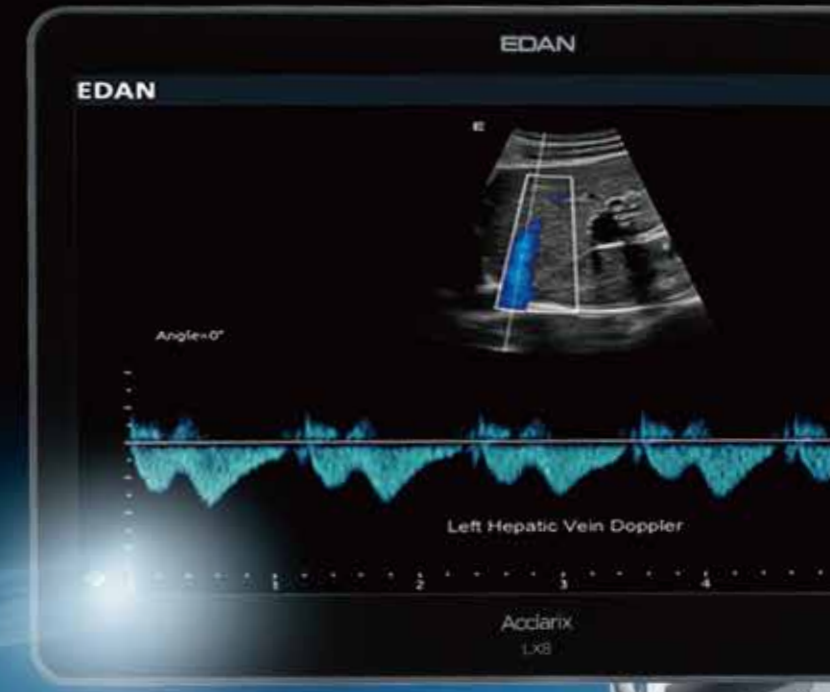 EDAN
EDAN
E
Angle=0°
Left Hepatic Vein Doppler
1
2
3
4
Acclarix
LX8